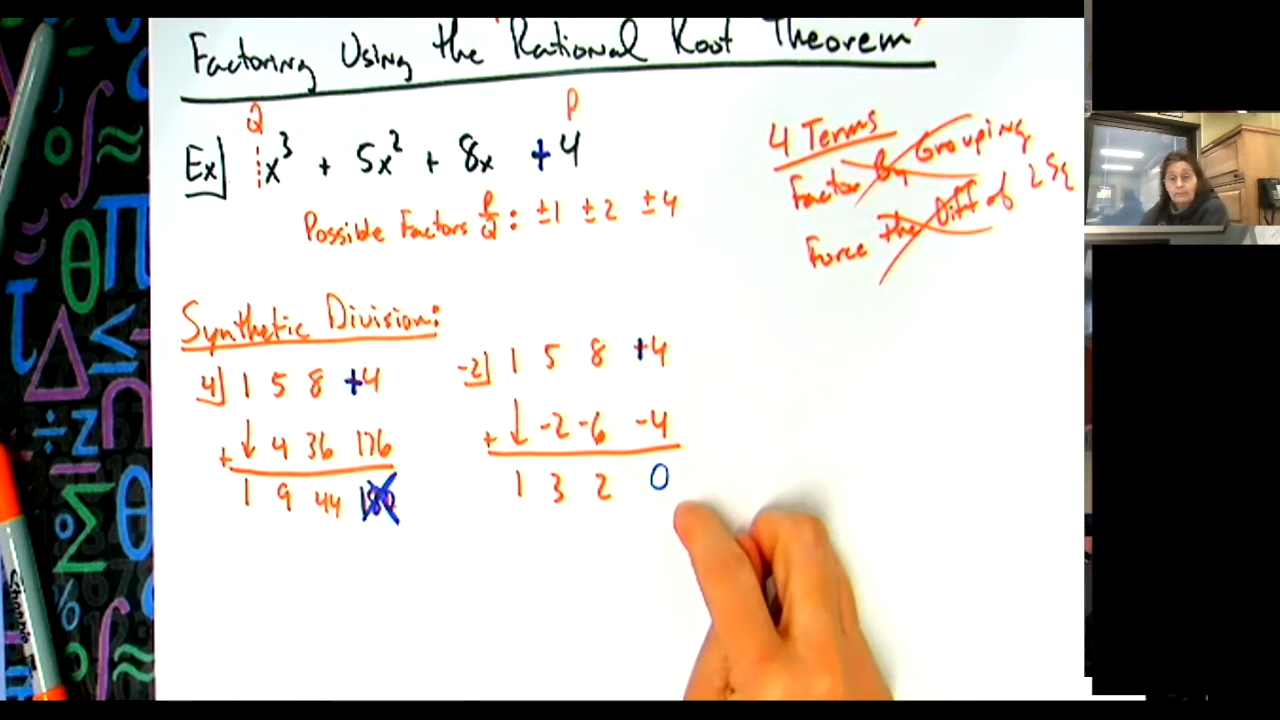 Factoring Using the "Rational Root Theorem"
Q P
Ex] x³ + 5x² + 8x + 4
Possible Factors P/Q : ±1 ±2 ±4
4 Terms
Factor By Grouping
Force the Diff of 2 Sq
Synthetic Division:
4] 1 5 8 +4
+ ↓ 4 36 176
1 9 44 180
-2] 1 5 8 +4
+ ↓ -2 -6 -4
1 3 2 0
Sharpie